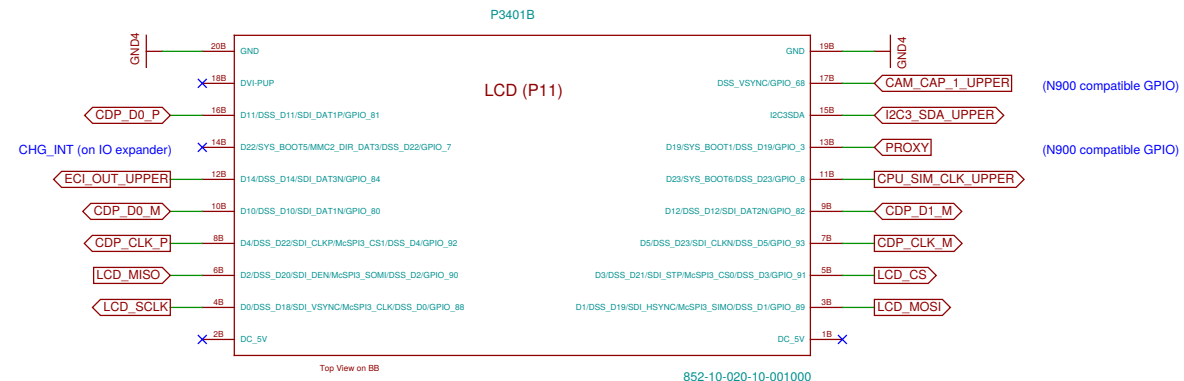 P3401B
GND4 20B GND GND 19B GND4
18B DVI-PUP LCD (P11) DSS_VSYNC/GPIO_68 17B CAM_CAP_1_UPPER (N900 compatible GPIO)
CDP_D0_P 16B D11/DSS_D11/SDI_DAT1P/GPIO_81 I2C3SDA 15B I2C3_SDA_UPPER
CHG_INT (on IO expander) 14B D22/SYS_BOOT5/MMC2_DIR_DAT3/DSS_D22/GPIO_7 D19/SYS_BOOT1/DSS_D19/GPIO_3 13B PROXY (N900 compatible GPIO)
ECI_OUT_UPPER 12B D14/DSS_D14/SDI_DAT3N/GPIO_84 D23/SYS_BOOT6/DSS_D23/GPIO_8 11B CPU_SIM_CLK_UPPER
CDP_D0_M 10B D10/DSS_D10/SDI_DAT1N/GPIO_80 D12/DSS_D12/SDI_DAT2N/GPIO_82 9B CDP_D1_M
CDP_CLK_P 8B D4/DSS_D22/SDI_CLKP/McSPI3_CS1/DSS_D4/GPIO_92 D5/DSS_D23/SDI_CLKN/DSS_D5/GPIO_93 7B CDP_CLK_M
LCD_MISO 6B D2/DSS_D20/SDI_DEN/McSPI3_SOMI/DSS_D2/GPIO_90 D3/DSS_D21/SDI_STP/McSPI3_CS0/DSS_D3/GPIO_91 5B LCD_CS
LCD_SCLK 4B D0/DSS_D18/SDI_VSYNC/McSPI3_CLK/DSS_D0/GPIO_88 D1/DSS_D19/SDI_HSYNC/McSPI3_SIMO/DSS_D1/GPIO_89 3B LCD_MOSI
2B DC_5V DC_5V 1B
Top View on BB
852-10-020-10-001000